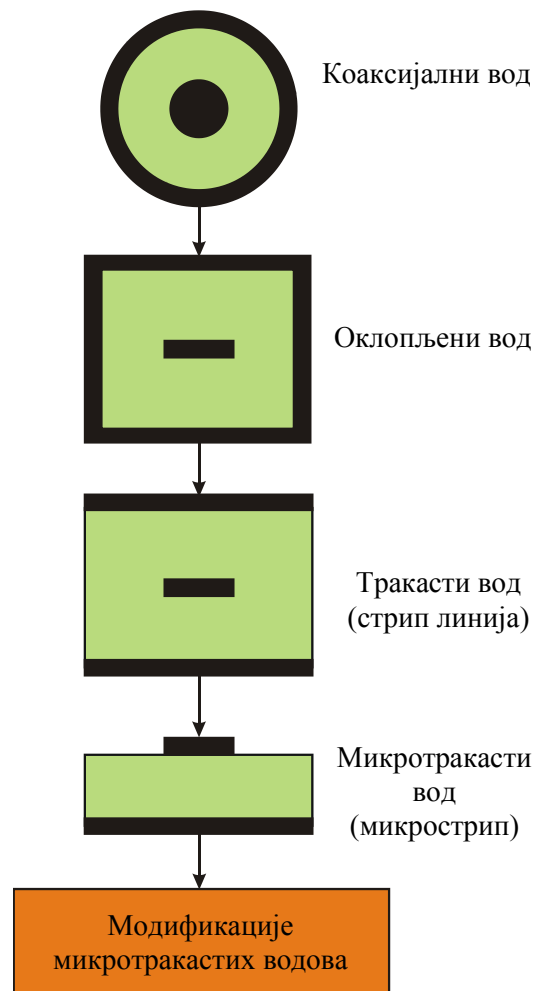 Коаксијални вод
Оклопљени вод
Тракасти вод
(стрип линија)
Микротракасти
вод
(микрострип)
Модификације
микротракастих водова